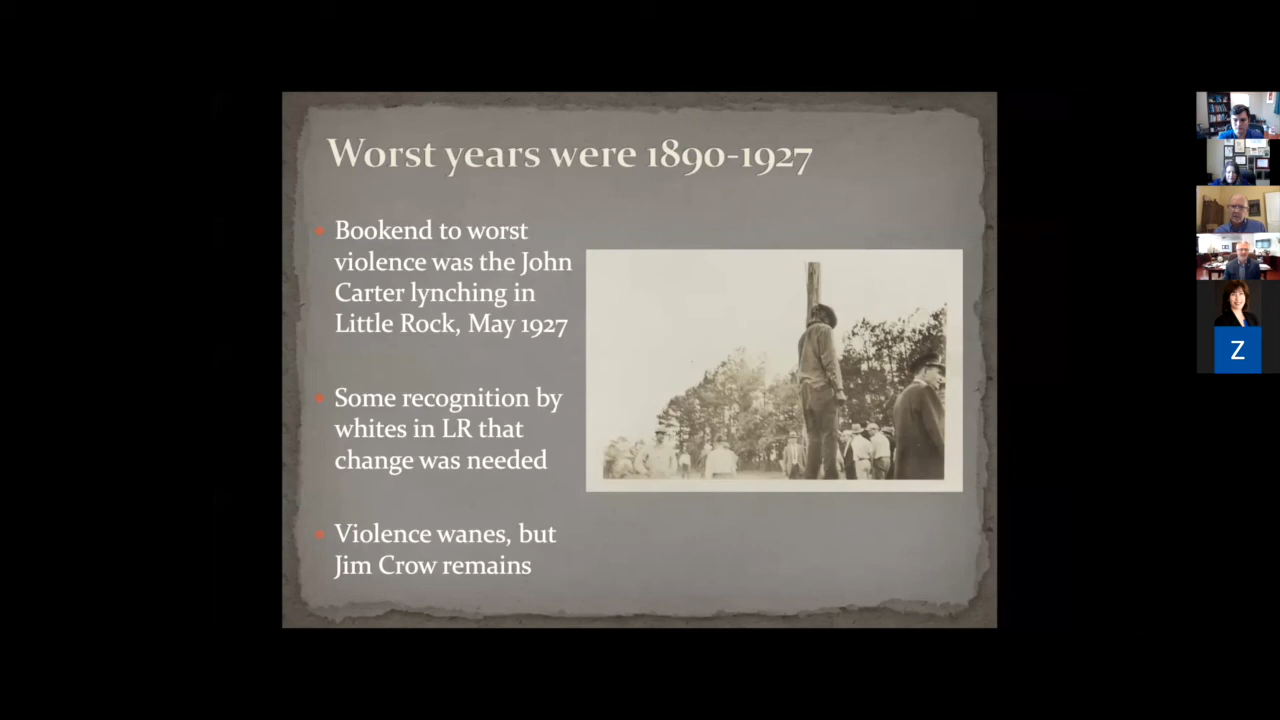 Worst years were 1890-1927
Bookend to worst
violence was the John
Carter lynching in
Little Rock, May 1927
Some recognition by
whites in LR that
change was needed
Violence wanes, but
Jim Crow remains
Z